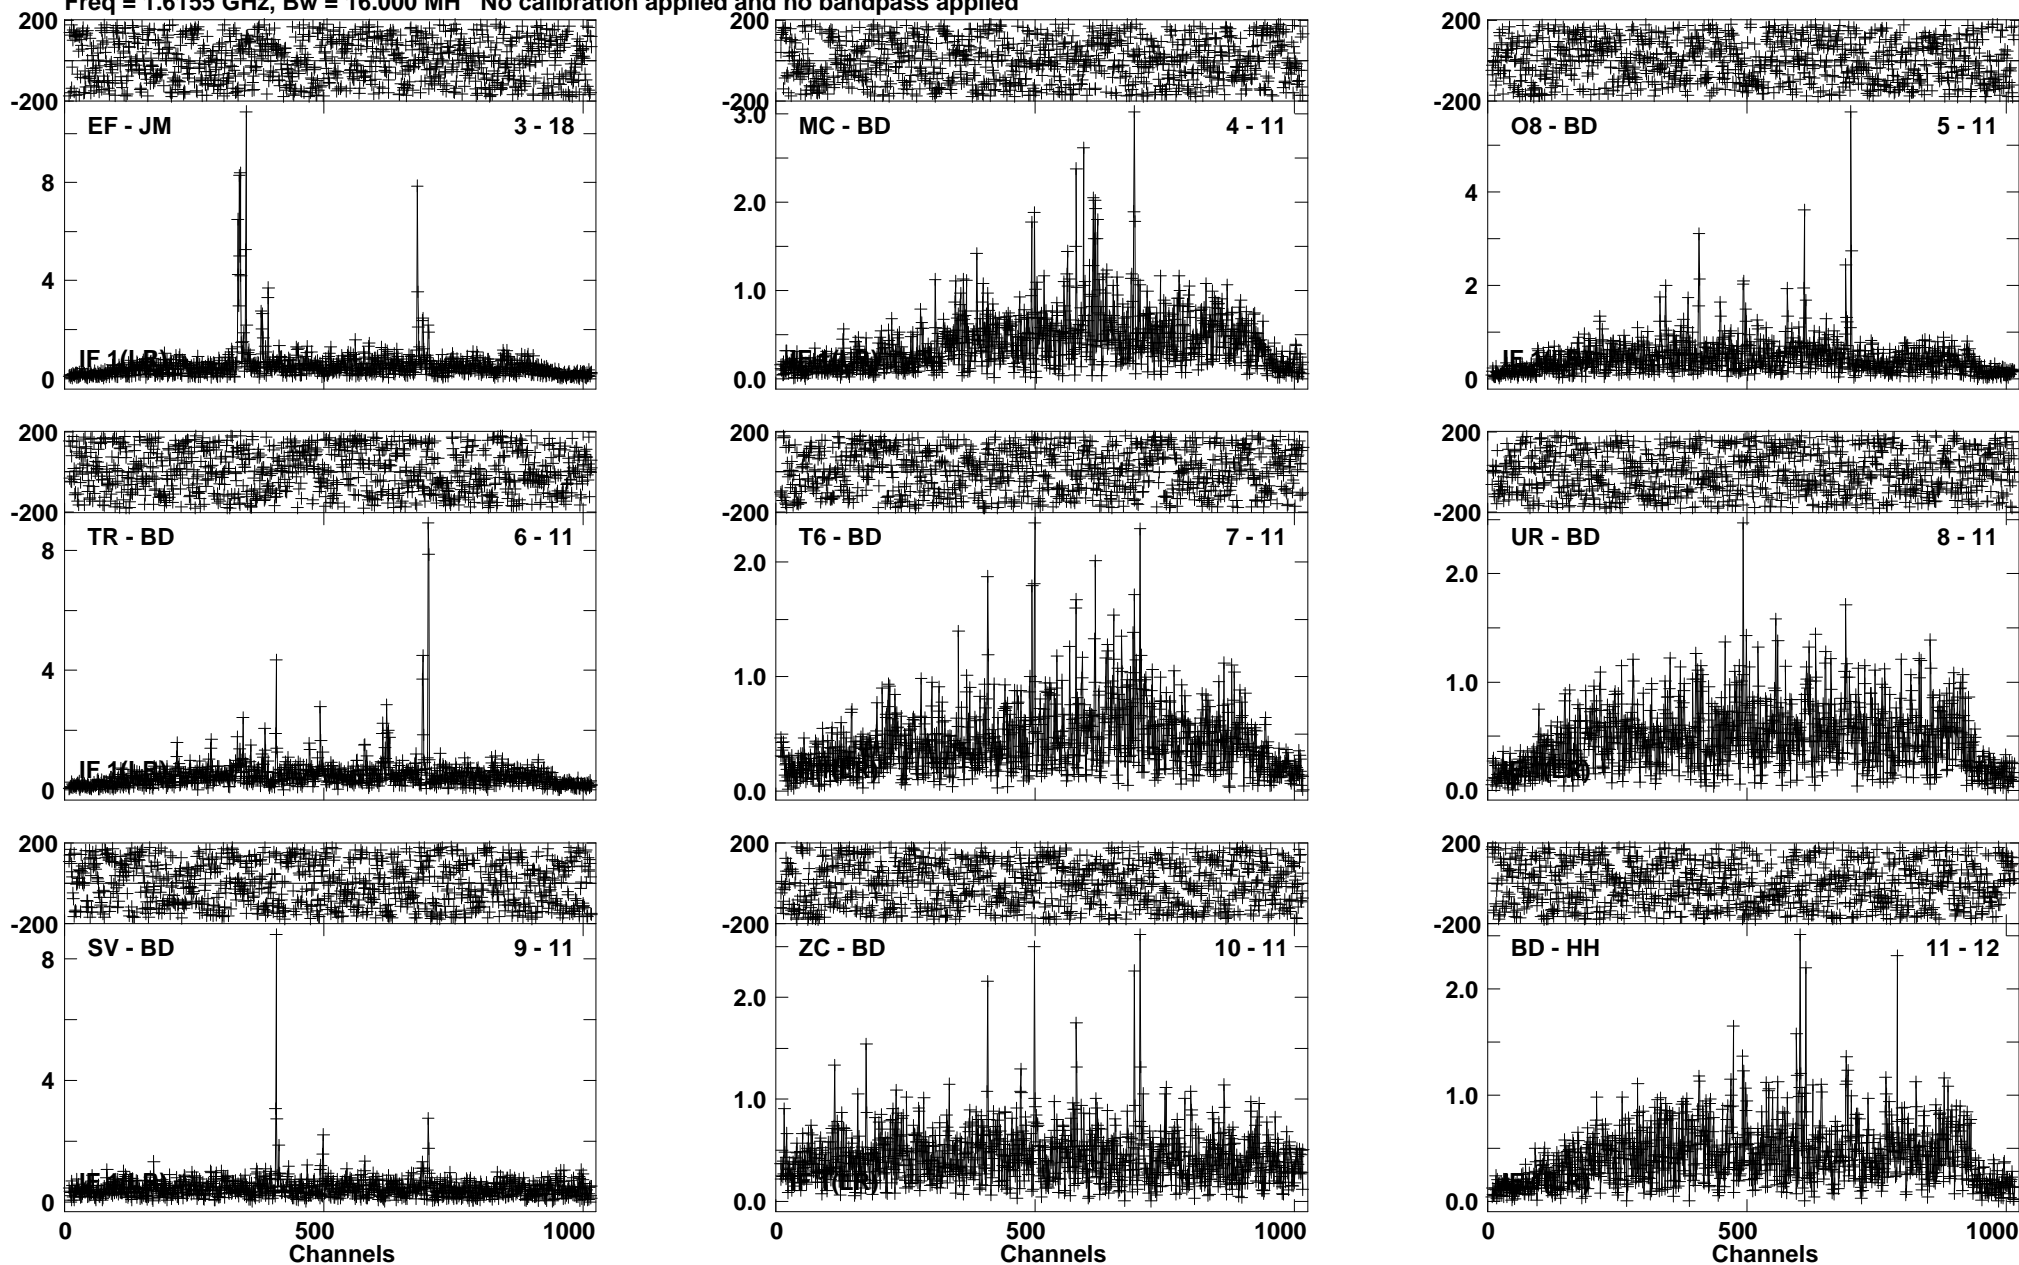 Freq = 1.6155 GHz, Bw = 16.000 MH No calibration applied and no bandpass applied
200 200 200
-200 -200 -200
EF - JM 3 - 18 MC - BD 4 - 11 O8 - BD 5 - 11
8 4 0
3.0 2.0 1.0 0.0
4 2 0
IF 1(LR)
200 200 200
-200 -200 -200
TR - BD 6 - 11 T6 - BD 7 - 11 UR - BD 8 - 11
8 4 0
2.0 1.0 0.0
2.0 1.0 0.0
IF 1(LR)
200 200 200
-200 -200 -200
SV - BD 9 - 11 ZC - BD 10 - 11 BD - HH 11 - 12
8 4 0
2.0 1.0 0.0
2.0 1.0 0.0
0 500 1000 0 500 1000 0 500 1000
Channels Channels Channels